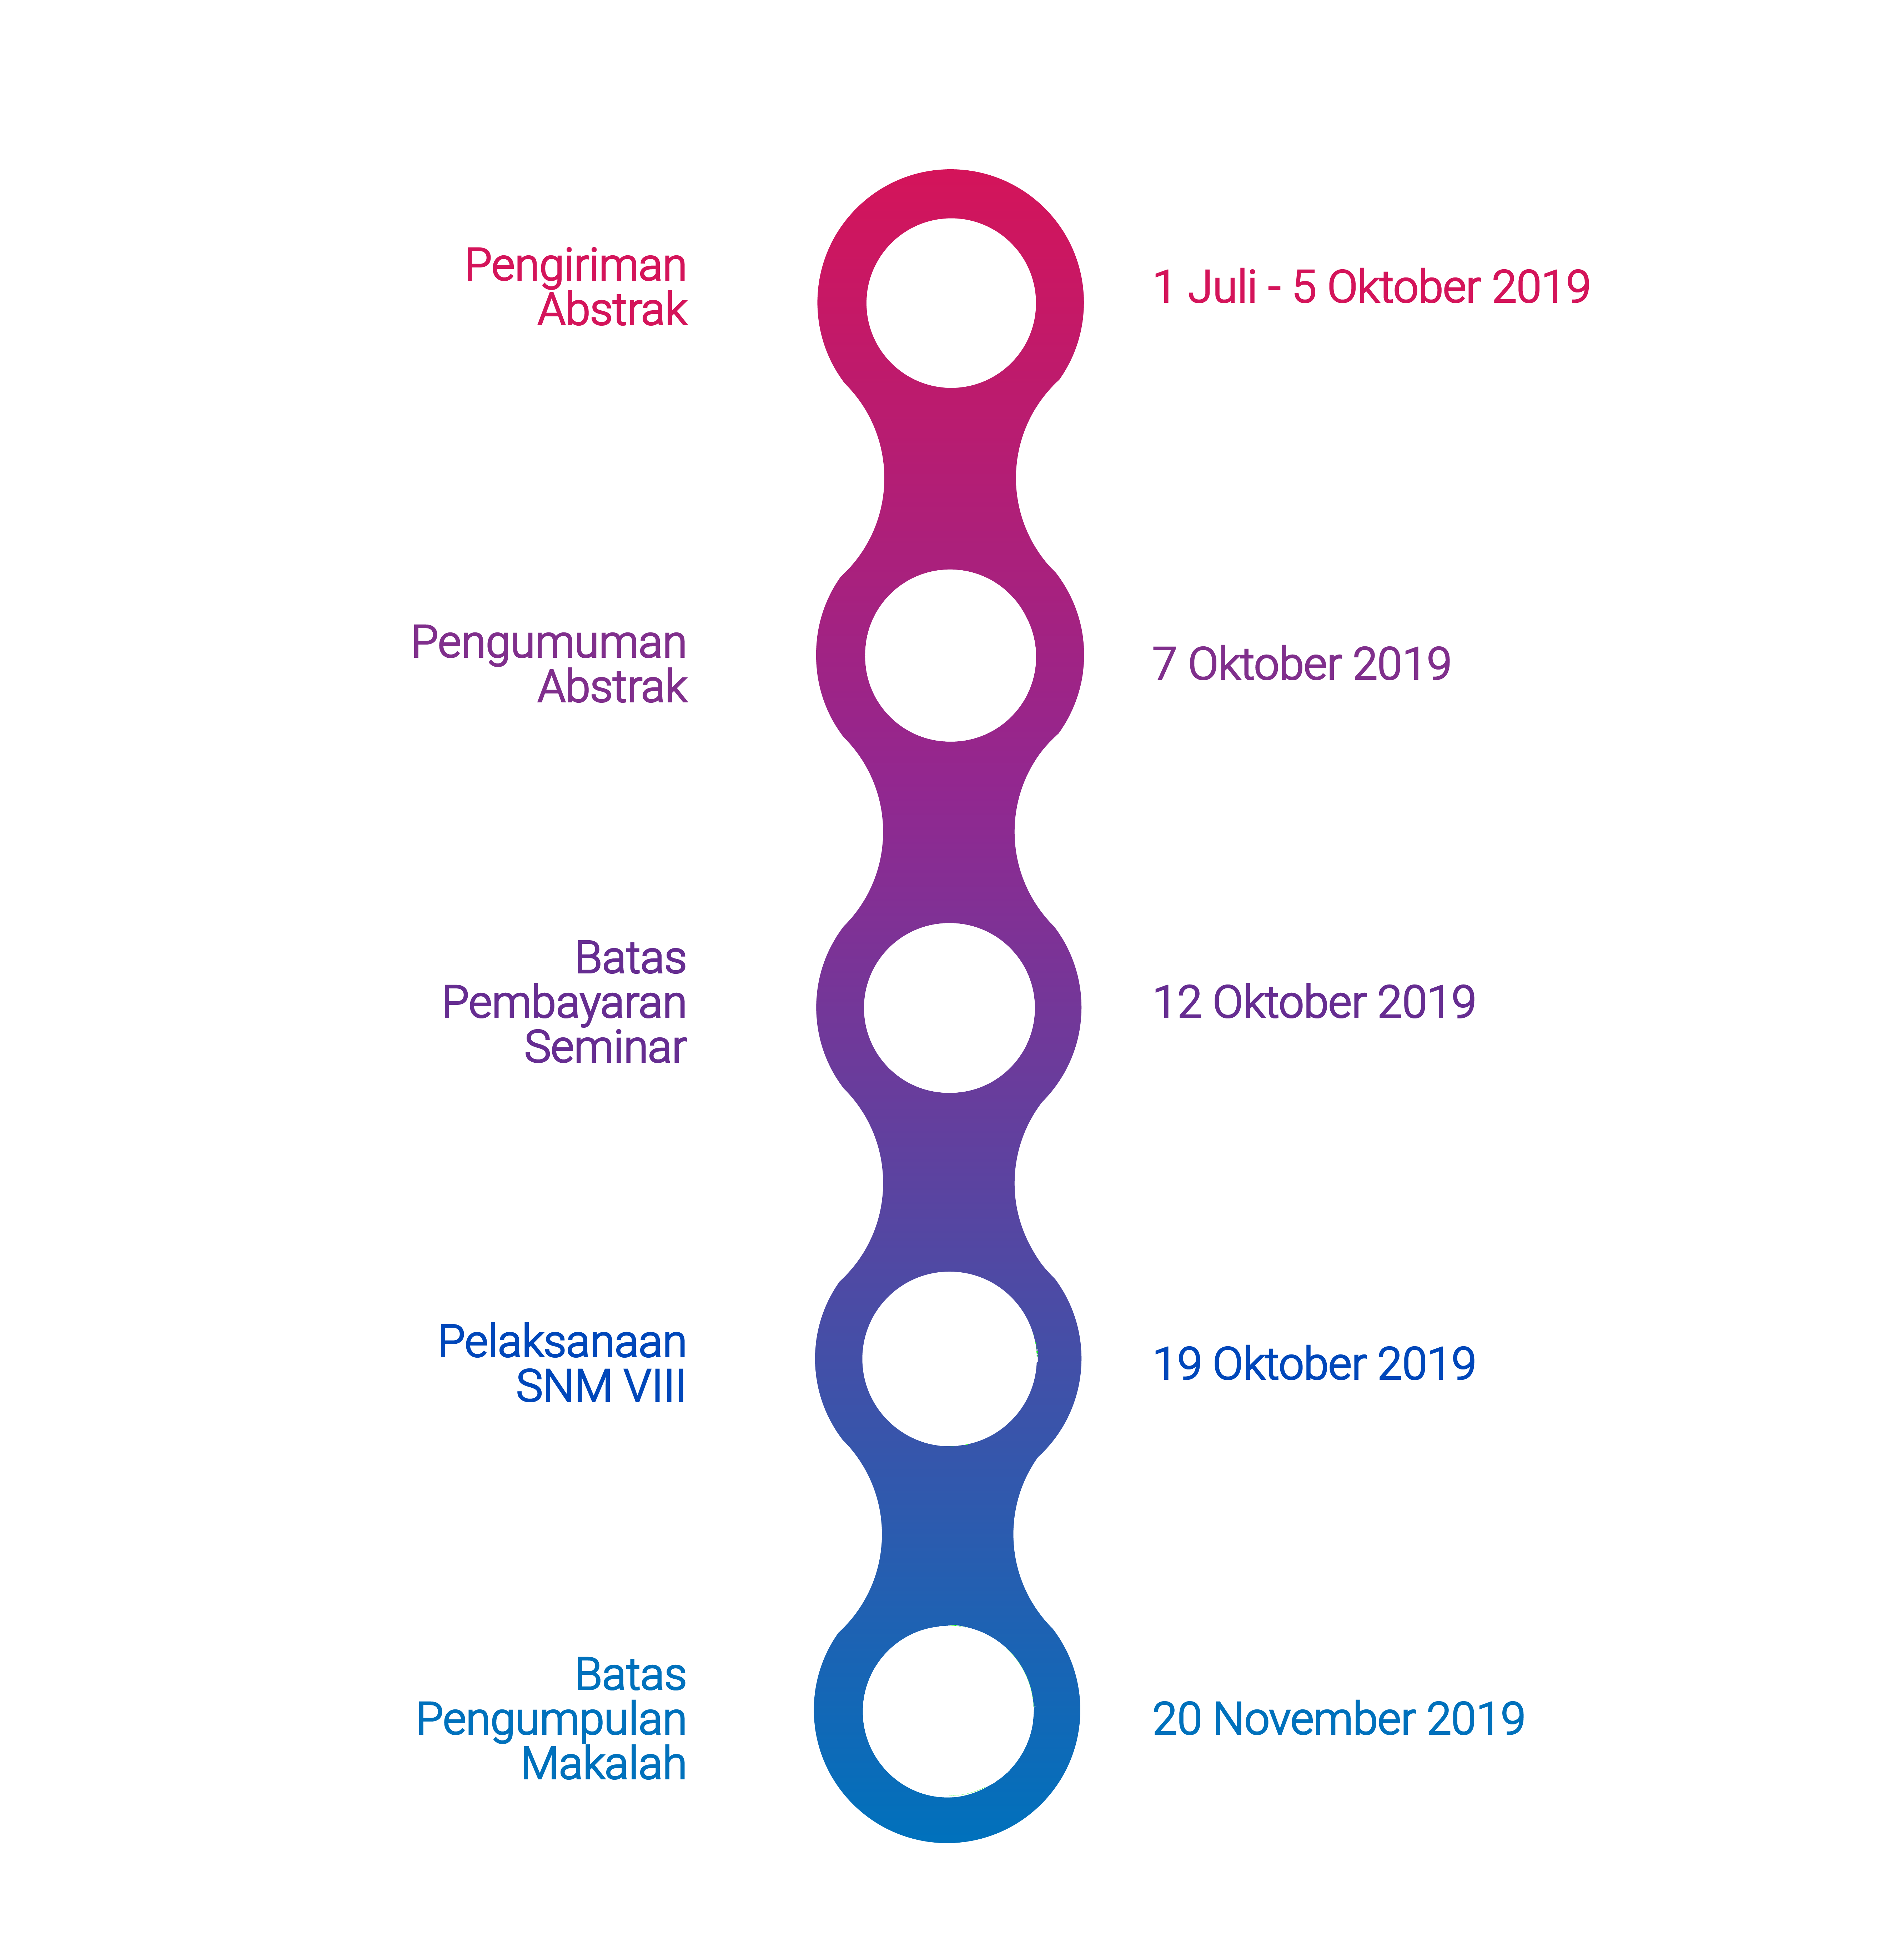 Pengiriman
Abstrak
1 Juli - 5 Oktober 2019
Pengumuman
Abstrak
7 Oktober 2019
Batas
Pembayaran
Seminar
12 Oktober 2019
Pelaksanaan
SNM VIII
19 Oktober 2019
Batas
Pengumpulan
Makalah
20 November 2019